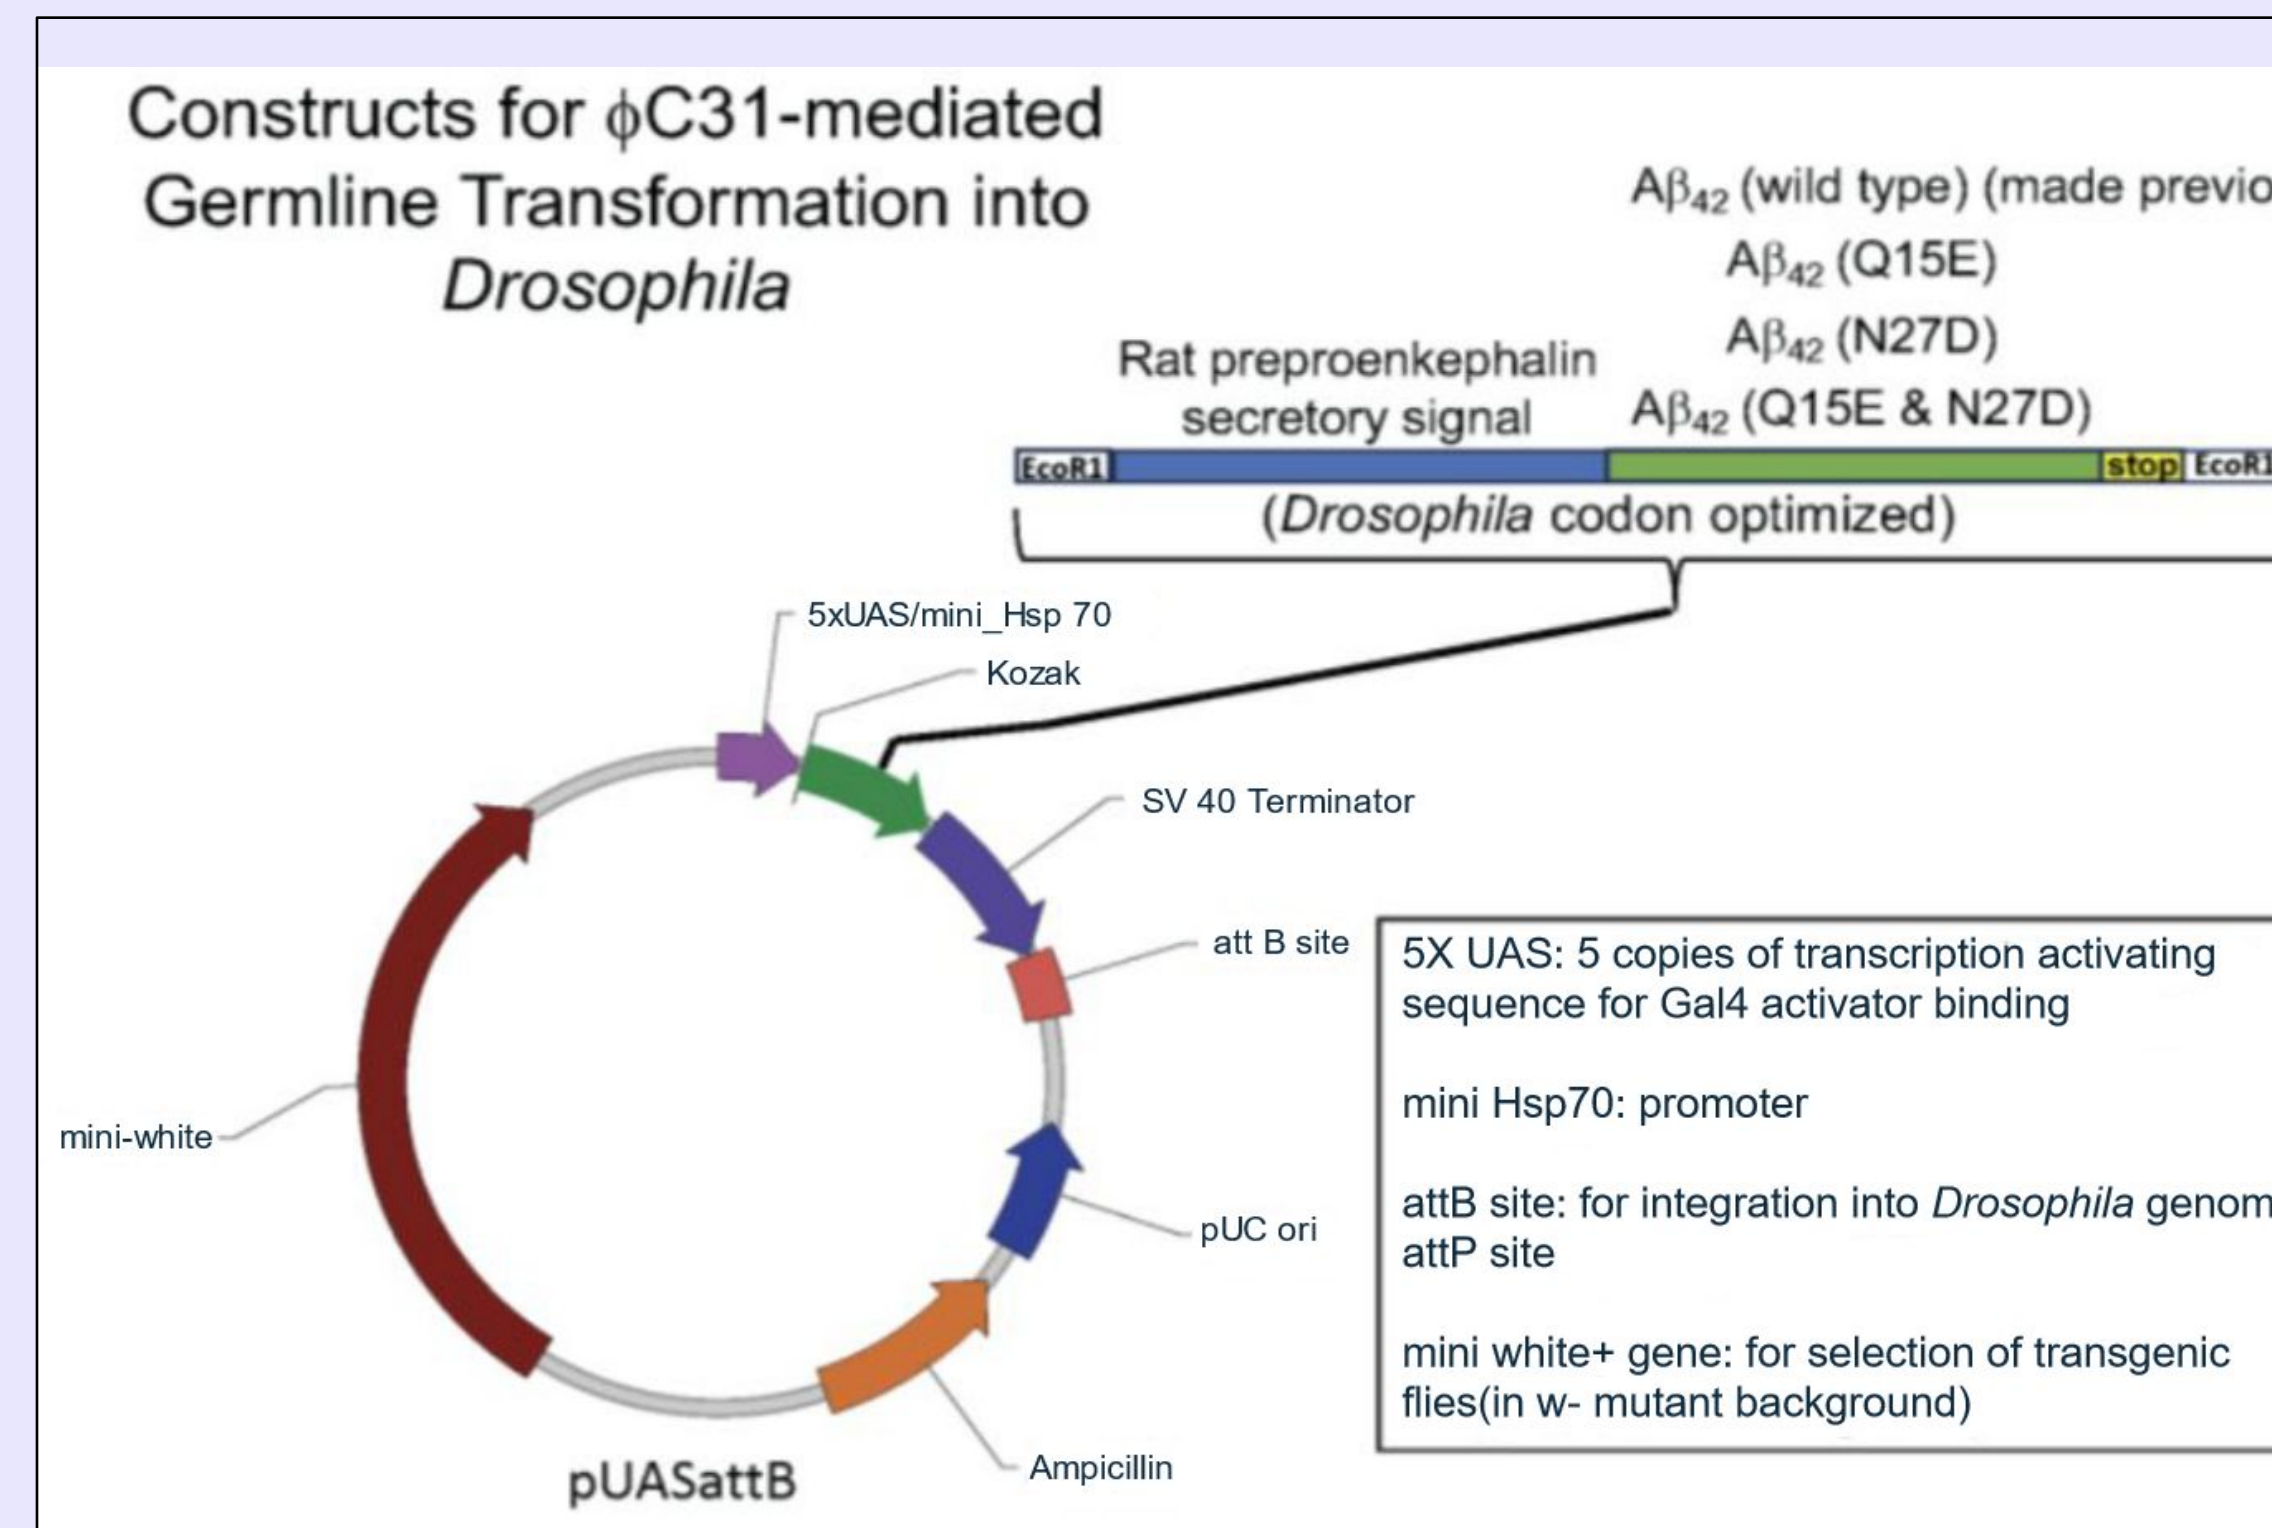 Constructs for ϕC31-mediated
Germline Transformation into
Drosophila
Aβ42 (wild type) (made previo
Aβ42 (Q15E)
Aβ42 (N27D)
Aβ42 (Q15E & N27D)
Rat preproenkephalin
secretory signal
EcoR1
stop
EcoR1
(Drosophila codon optimized)
5xUAS/mini_Hsp 70
Kozak
SV 40 Terminator
att B site
mini-white
pUC ori
Ampicillin
pUASattB
5X UAS: 5 copies of transcription activating
sequence for Gal4 activator binding
mini Hsp70: promoter
attB site: for integration into Drosophila genom
attP site
mini white+ gene: for selection of transgenic
flies(in w- mutant background)